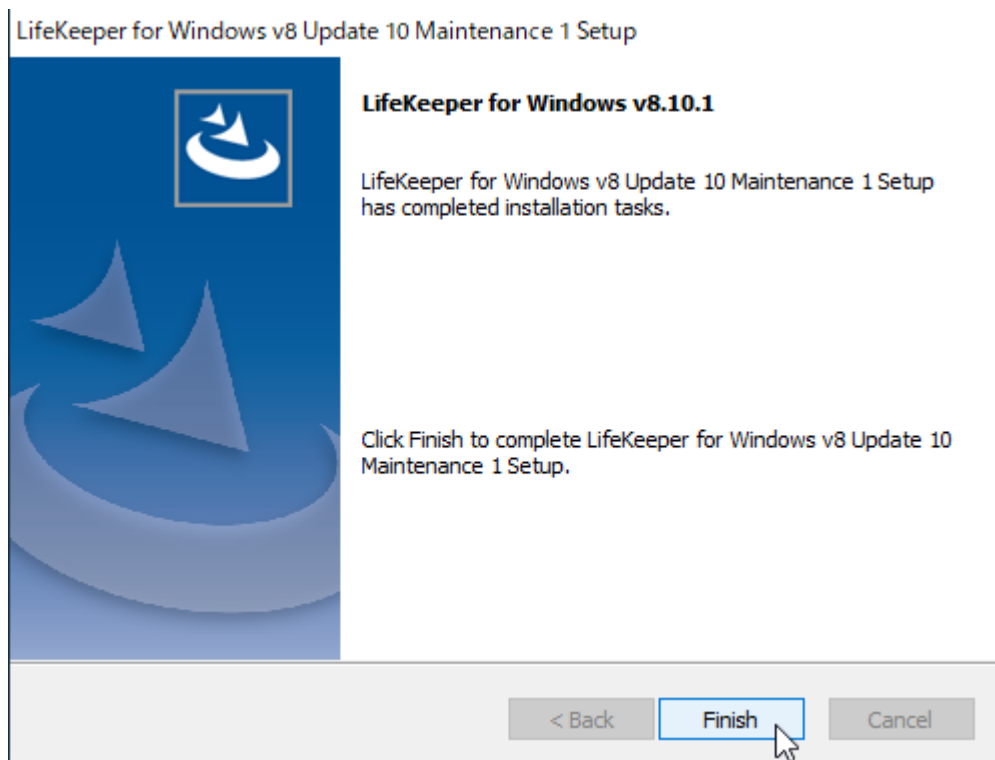 LifeKeeper for Windows v8 Update 10 Maintenance 1 Setup
LifeKeeper for Windows v8.10.1
LifeKeeper for Windows v8 Update 10 Maintenance 1 Setup
has completed installation tasks.
Click Finish to complete LifeKeeper for Windows v8 Update 10
Maintenance 1 Setup.
< Back
Finish
Cancel